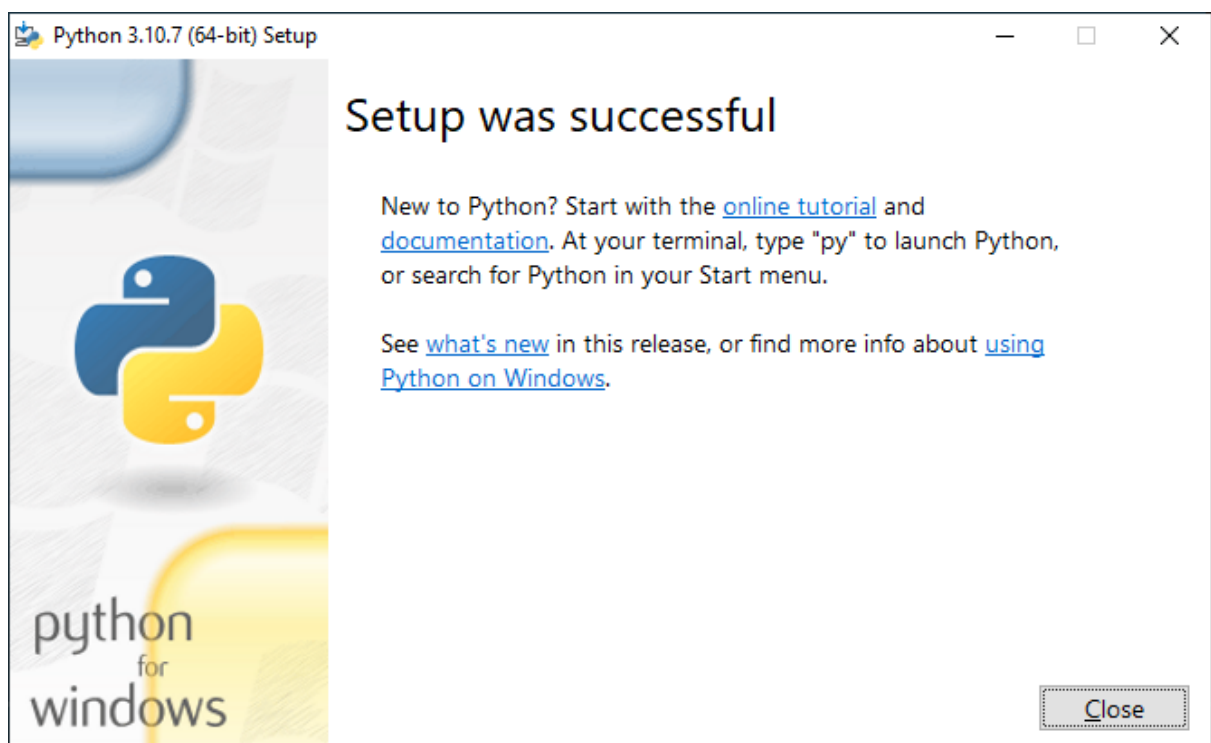 Python 3.10.7 (64-bit) Setup
Setup was successful
New to Python? Start with the online tutorial and
documentation. At your terminal, type "py" to launch Python,
or search for Python in your Start menu.
See what's new in this release, or find more info about using
Python on Windows.
python
for
windows
Close